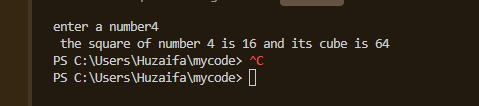 enter a number4
 the square of number 4 is 16 and its cube is 64
PS C:\Users\Huzaifa\mycode> ^C
PS C:\Users\Huzaifa\mycode>